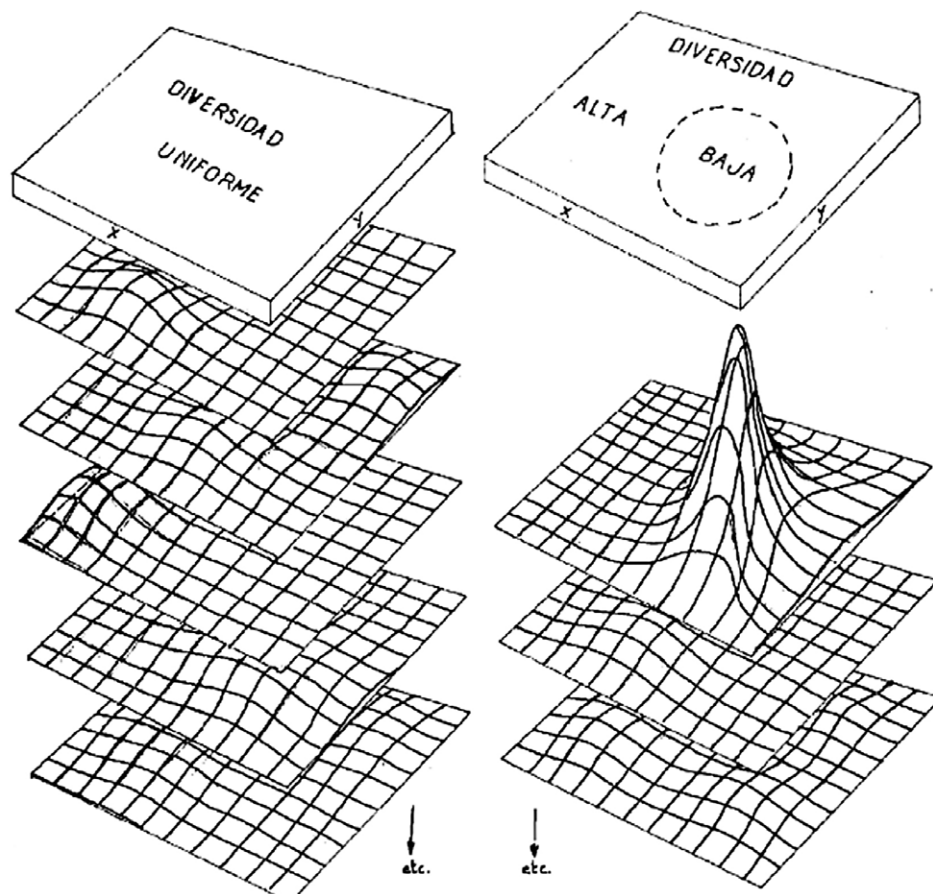 DIVERSIDAD
UNIFORME
X
Y
DIVERSIDAD
ALTA
BAJA
X
Y
etc.
etc.